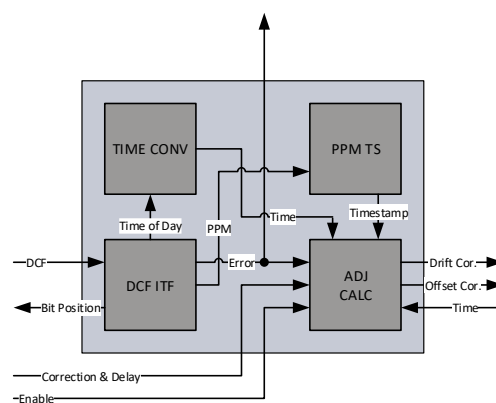 TIME CONV
PPM TS
Time of Day
PPM
Time
Timestamp
DCF
DCF ITF
Error
ADJ
CALC
Drift Cor.
Offset Cor.
Bit Position
Time
Correction & Delay
Enable